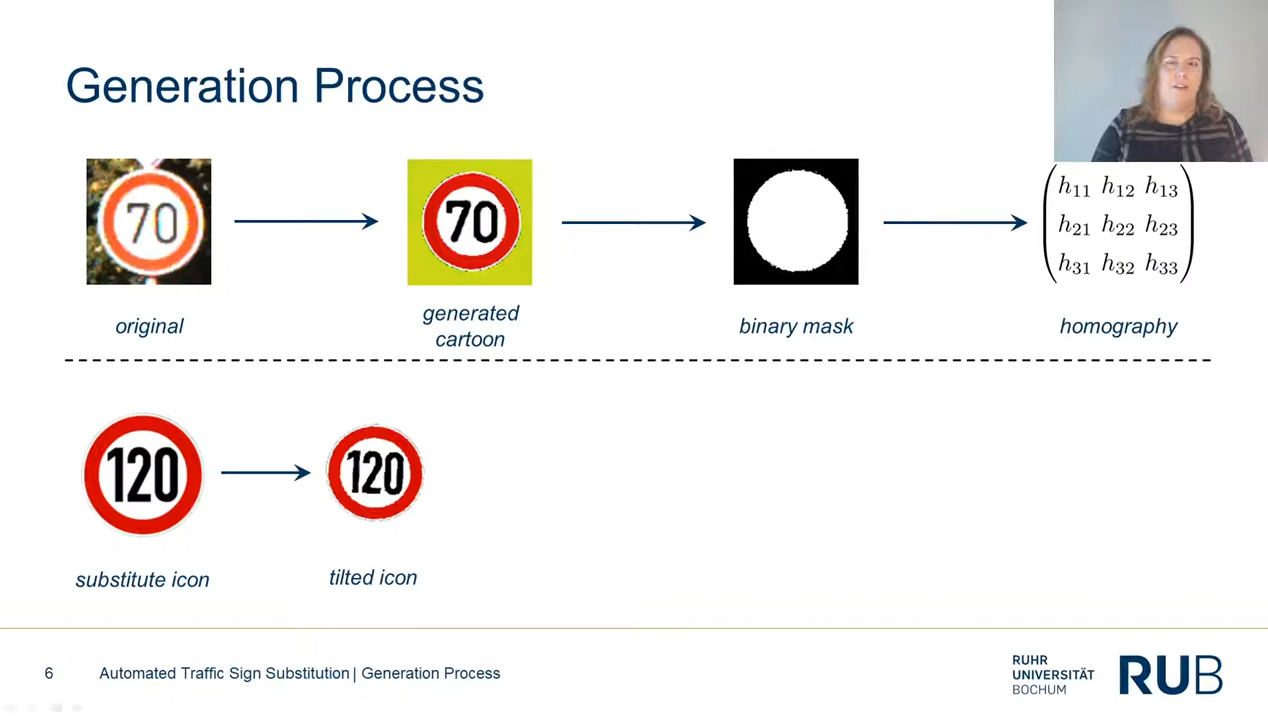 Generation Process
70
70
h11 h12 h13
h21 h22 h23
h31 h32 h33
original
generated
cartoon
binary mask
homography
120
120
substitute icon
tilted icon
6
Automated Traffic Sign Substitution | Generation Process
RUHR
UNIVERSITÄT
BOCHUM
RUB